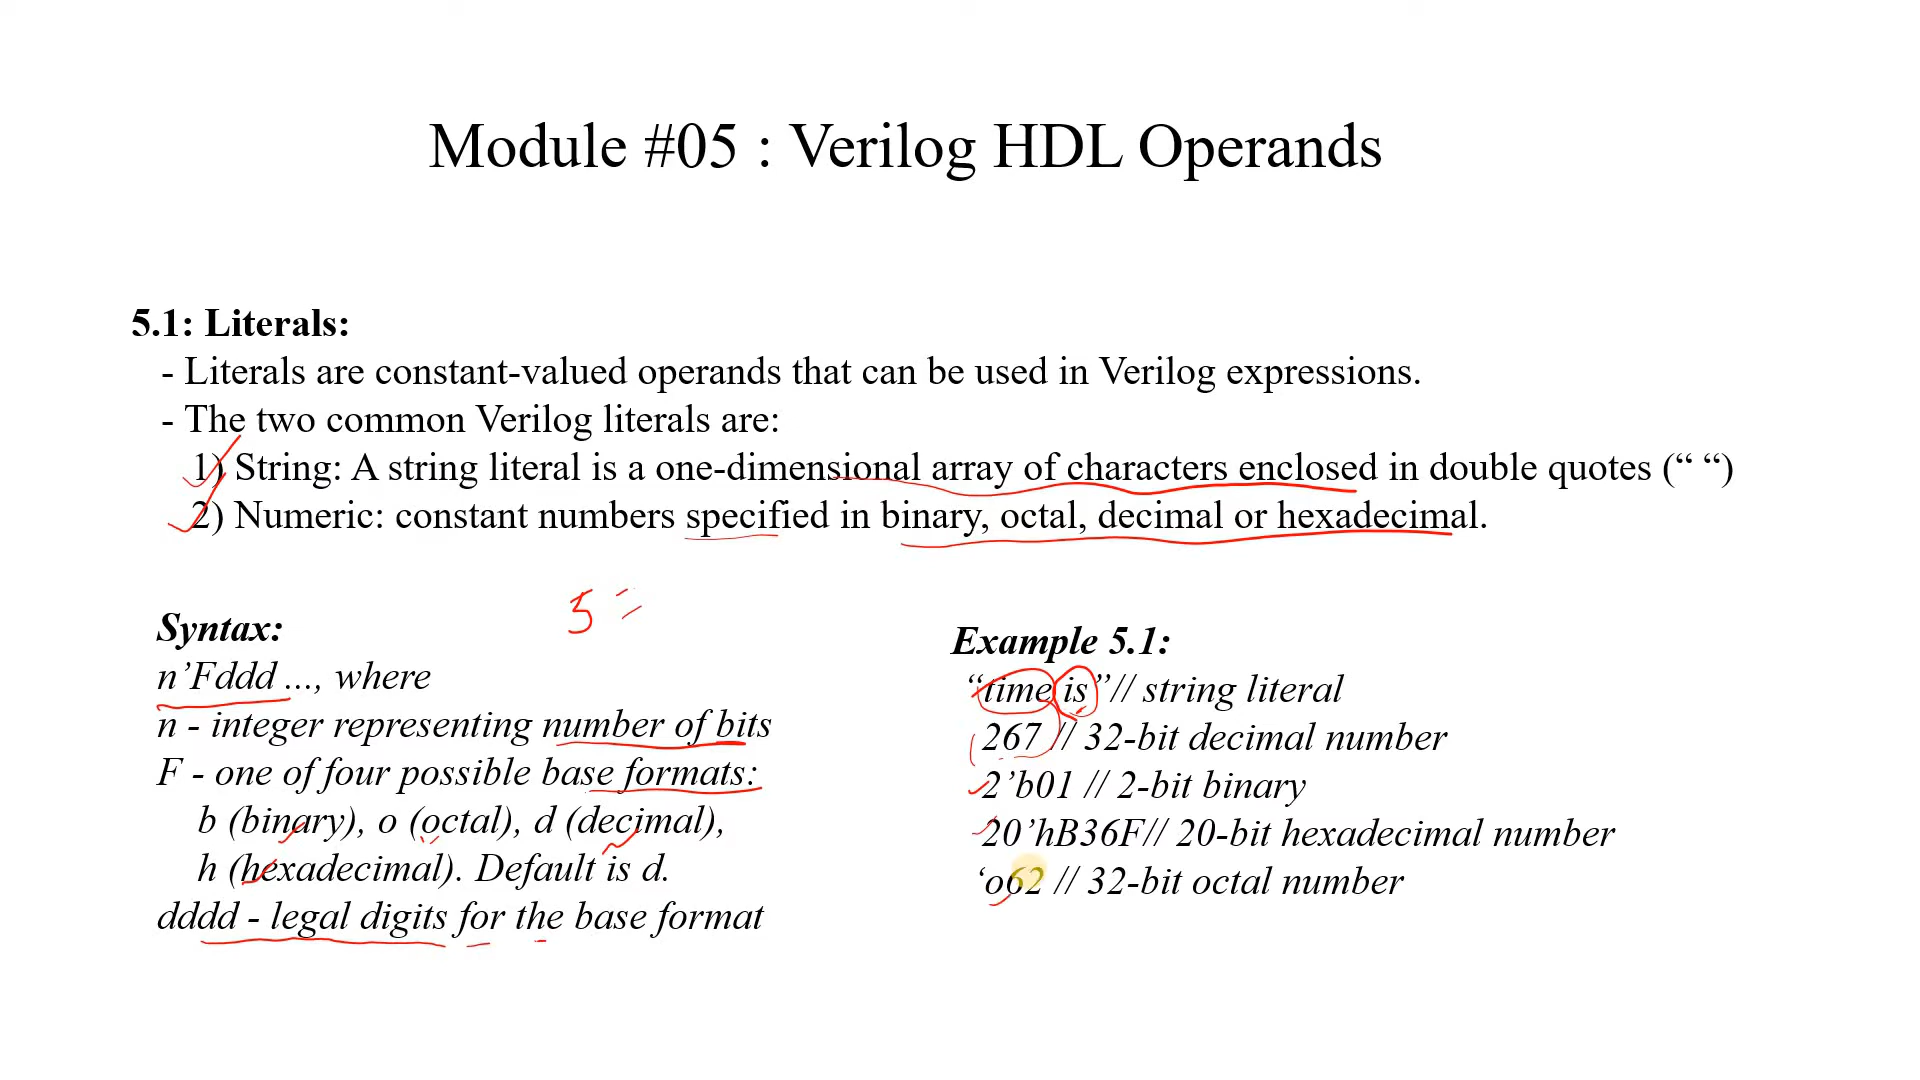 Module #05 : Verilog HDL Operands
5.1: Literals:
- Literals are constant-valued operands that can be used in Verilog expressions.
- The two common Verilog literals are:
1) String: A string literal is a one-dimensional array of characters enclosed in double quotes (“ “)
2) Numeric: constant numbers specified in binary, octal, decimal or hexadecimal.
5 =
Syntax:
n’Fddd ..., where
n - integer representing number of bits
F - one of four possible base formats:
b (binary), o (octal), d (decimal),
h (hexadecimal). Default is d.
dddd - legal digits for the base format
Example 5.1:
“time is”// string literal
267 // 32-bit decimal number
2’b01 // 2-bit binary
20’hB36F// 20-bit hexadecimal number
‘o62 // 32-bit octal number